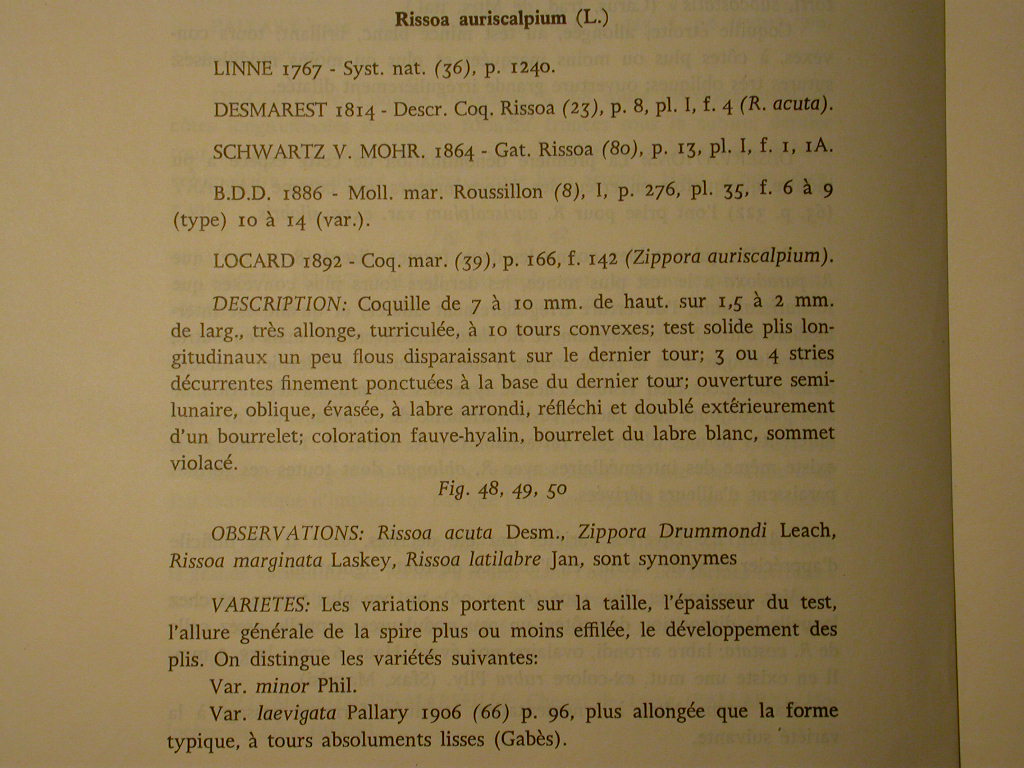 Rissoa auriscalpium (L.)
LINNE 1767 - Syst. nat. (36), p. 1240.
DESMAREST 1814 - Descr. Coq. Rissoa (23), p. 8, pl. I, f. 4 (R. acuta).
SCHWARTZ V. MOHR. 1864 - Gat. Rissoa (80), p. 13, pl. I, f. 1, 1A.
B.D.D. 1886 - Moll. mar. Roussillon (8), I, p. 276, pl. 35, f. 6 à 9
(type) 10 à 14 (var.).
LOCARD 1892 - Coq. mar. (39), p. 166, f. 142 (Zippora auriscalpium).
DESCRIPTION: Coquille de 7 à 10 mm. de haut. sur 1,5 à 2 mm.
de larg., très allonge, turriculée, à 10 tours convexes; test solide plis lon-
gitudinaux un peu flous disparaissant sur le dernier tour; 3 ou 4 stries
décurrentes finement ponctuées à la base du dernier tour; ouverture semi-
lunaire, oblique, évasée, à labre arrondi, réfléchi et doublé extérieurement
d'un bourrelet; coloration fauve-hyalin, bourrelet du labre blanc, sommet
violacé.
Fig. 48, 49, 50
OBSERVATIONS: Rissoa acuta Desm., Zippora Drummondi Leach,
Rissoa marginata Laskey, Rissoa latilabre Jan, sont synonymes
VARIETES: Les variations portent sur la taille, l'épaisseur du test,
l'allure générale de la spire plus ou moins effilée, le développement des
plis. On distingue les variétés suivantes:
Var. minor Phil.
Var. laevigata Pallary 1906 (66) p. 96, plus allongée que la forme
typique, à tours absoluments lisses (Gabès).